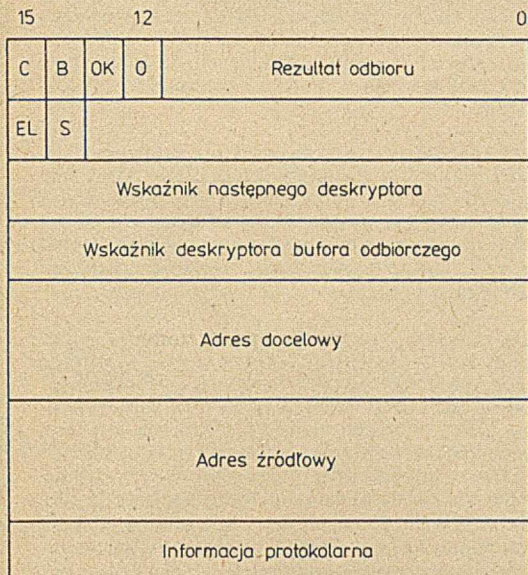 15 12 0
C B OK 0 Rezultat odbioru
EL S
Wskaźnik następnego deskryptora
Wskaźnik deskryptora bufora odbiorczego
Adres docelowy
Adres źródłowy
Informacja protokolarna